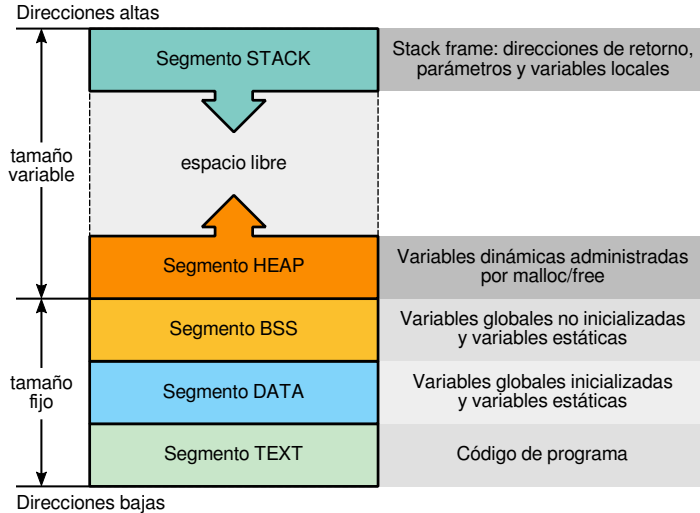 Direcciones altas
Segmento STACK
Stack frame: direcciones de retorno,
parámetros y variables locales
tamaño
variable
espacio libre
Segmento HEAP
Variables dinámicas administradas
por malloc/free
Segmento BSS
Variables globales no inicializadas
y variables estáticas
tamaño
fijo
Segmento DATA
Variables globales inicializadas
y variables estáticas
Segmento TEXT
Código de programa
Direcciones bajas